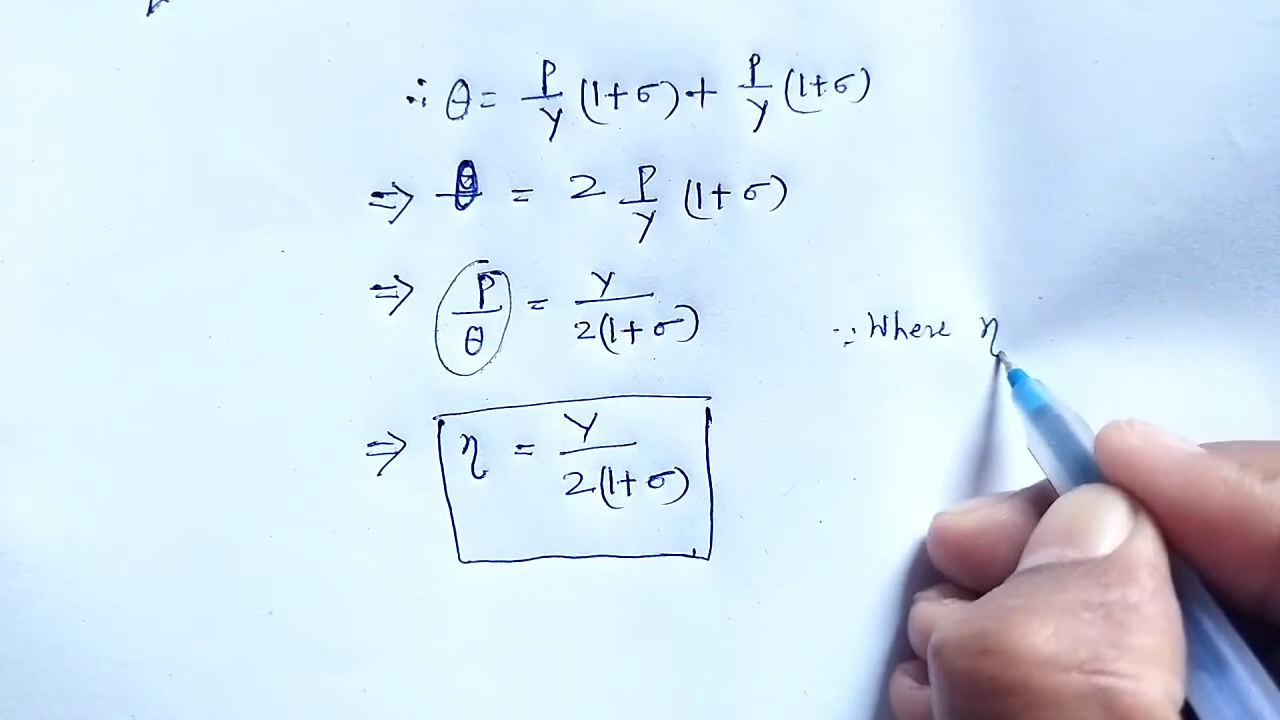 ∴ θ = P/Y (1+σ) + P/Y (1+σ)
⇒ θ = 2 P/Y (1+σ)
⇒ P/θ = Y/2(1+σ)
∵ Where η
⇒ η = Y/2(1+σ)